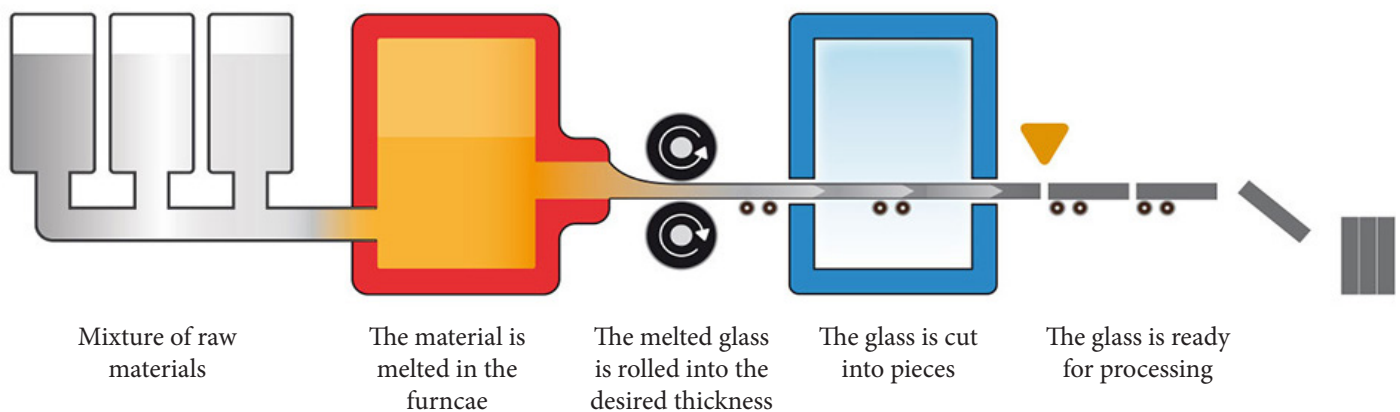 Mixture of raw
materials
The material is
melted in the
furncae
The melted glass
is rolled into the
desired thickness
The glass is cut
into pieces
The glass is ready
for processing